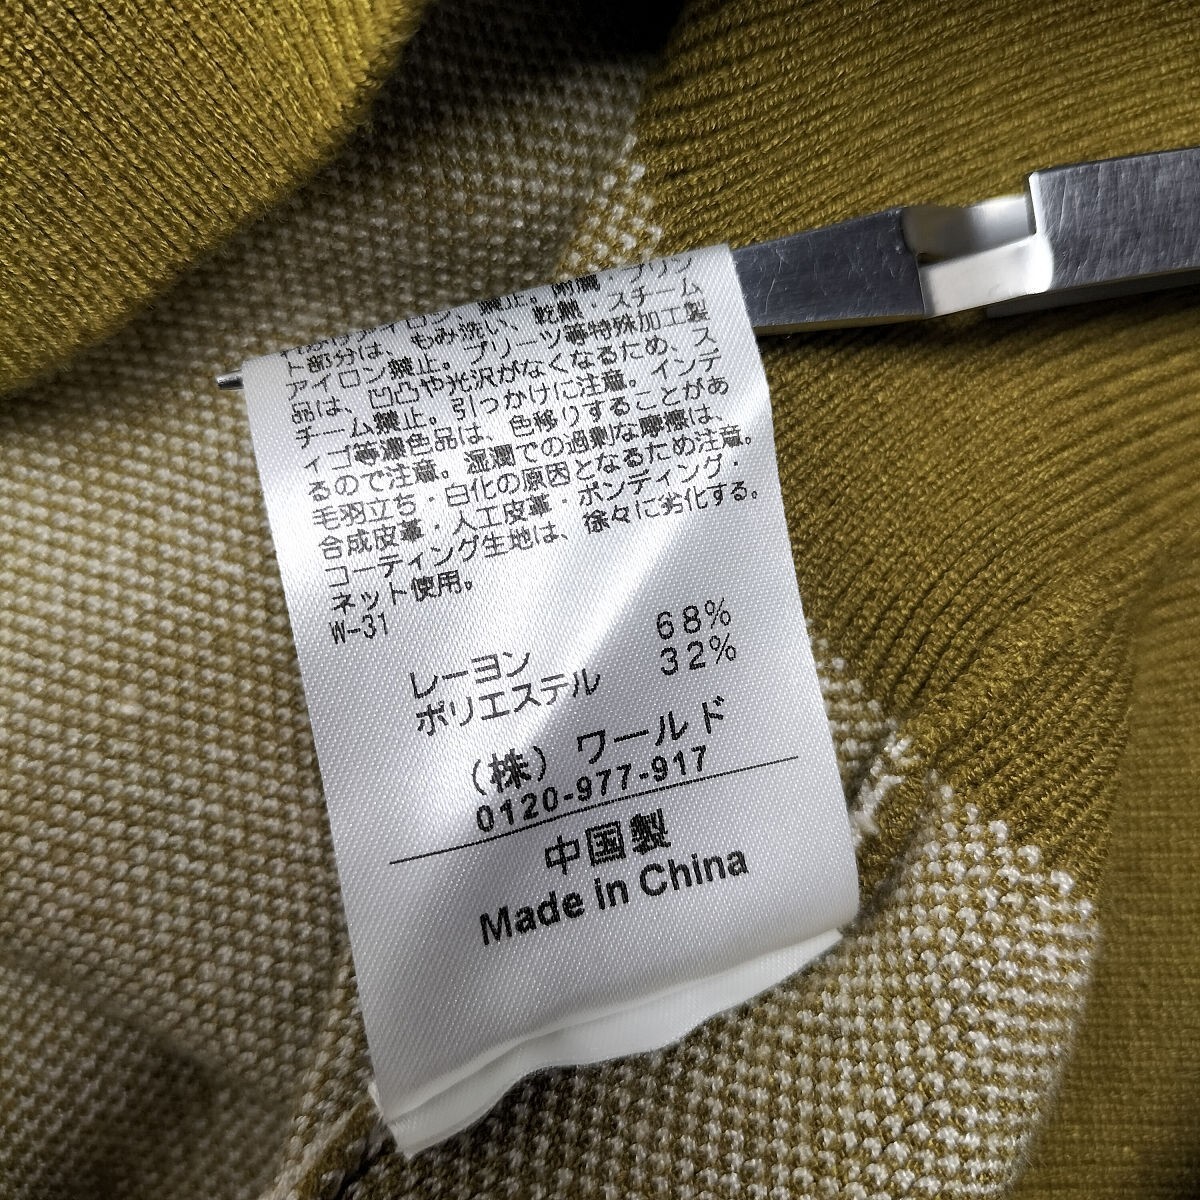 アイロン、禁止。
ト部分は、もみ洗い、乾燥・スチーム
アイロン禁止。プリーツ等特殊加工製
品は、凹凸や光沢がなくなるため、ス
チーム禁止。引っかけに注意。インデ
ィゴ等濃色品は、色移りすることがあ
るので注意。湿潤での過剰な摩擦は、
毛羽立ち・白化の原因となるため注意。
合成皮革・人工皮革・ボンディング・
コーティング生地は、徐々に劣化する。
ネット使用。
W-31
レーヨン 68%
ポリエステル 32%
(株) ワールド
0120-977-917
中国製
Made in China